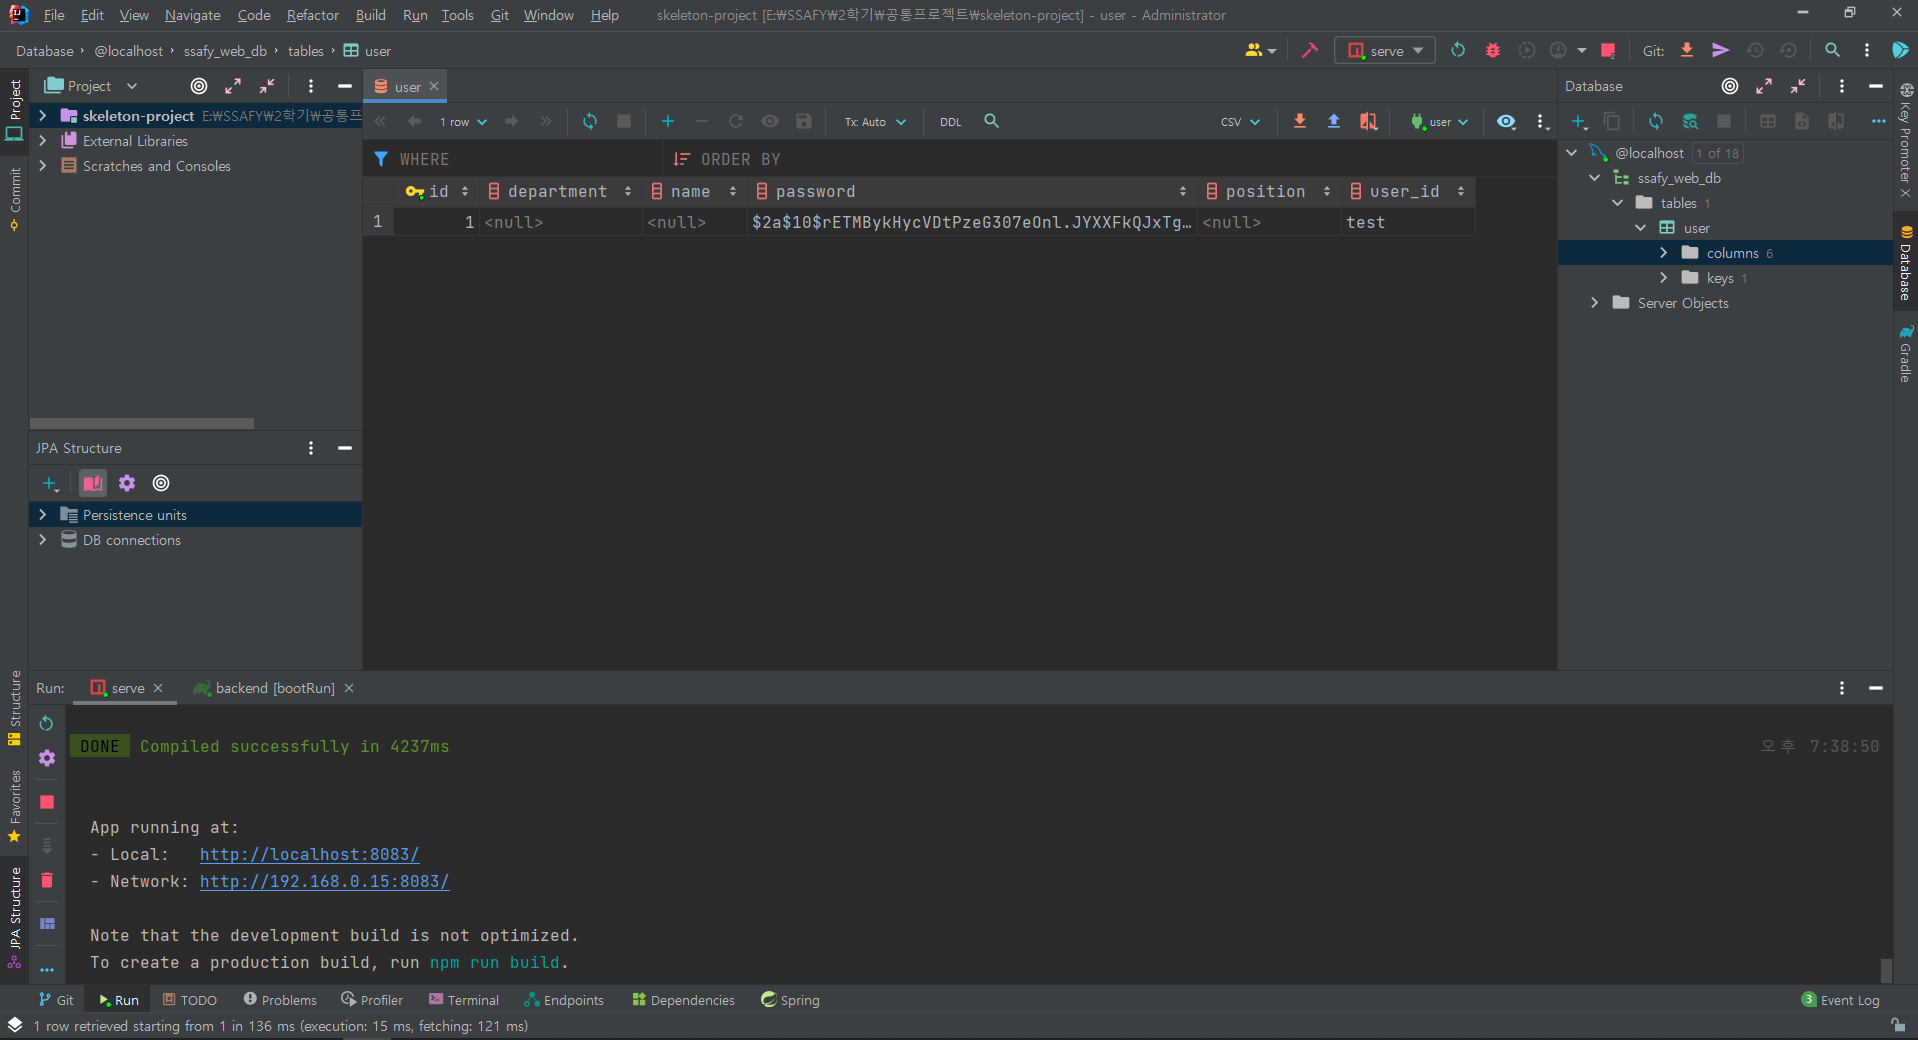 File Edit View Navigate Code Refactor Build Run Tools Git Window Help skeleton-project [E:₩SSAFY₩2학기₩공통프로젝트₩skeleton-project] - user - Administrator
Database @localhost ssafy_web_db tables user
serve
Git:
Project
user
Database
skeleton-project E:₩SSAFY₩2학기₩공통프
External Libraries
Scratches and Consoles
1 row
Tx: Auto
DDL
CSV
user
WHERE
ORDER BY
id department name password position user_id
1 1 <null> <null> $2a$10$rETMBykHycVDtPzeG307eOnl.JYXXFkQJxTg… <null> test
@localhost 1 of 18
ssafy_web_db
tables 1
user
columns 6
keys 1
Server Objects
JPA Structure
Persistence units
DB connections
Project
Commit
Structure
Favorites
JPA Structure
Key Promoter X
Database
Gradle
Run: serve backend [bootRun]
DONE Compiled successfully in 4237ms 오후 7:38:50
App running at:
- Local: http://localhost:8083/
- Network: http://192.168.0.15:8083/
Note that the development build is not optimized.
To create a production build, run npm run build.
Git Run TODO Problems Profiler Terminal Endpoints Dependencies Spring 3 Event Log
1 row retrieved starting from 1 in 136 ms (execution: 15 ms, fetching: 121 ms)